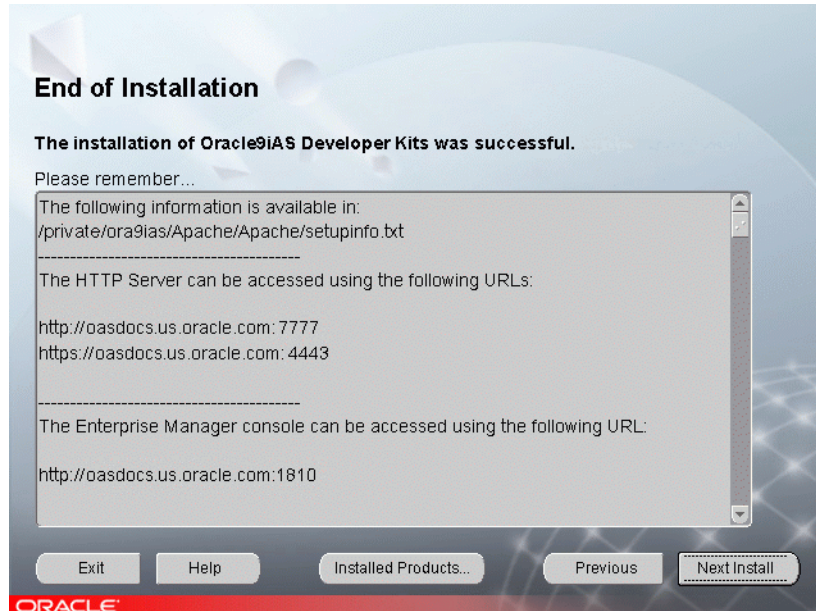 End of Installation
The installation of Oracle9iAS Developer Kits was successful.
Please remember...
The following information is available in:
/private/ora9ias/Apache/Apache/setupinfo.txt
----------------------------------------
The HTTP Server can be accessed using the following URLs:
http://oasdocs.us.oracle.com:7777
https://oasdocs.us.oracle.com:4443
----------------------------------------
The Enterprise Manager console can be accessed using the following URL:
http://oasdocs.us.oracle.com:1810
Exit Help Installed Products... Previous Next Install
ORACLE®